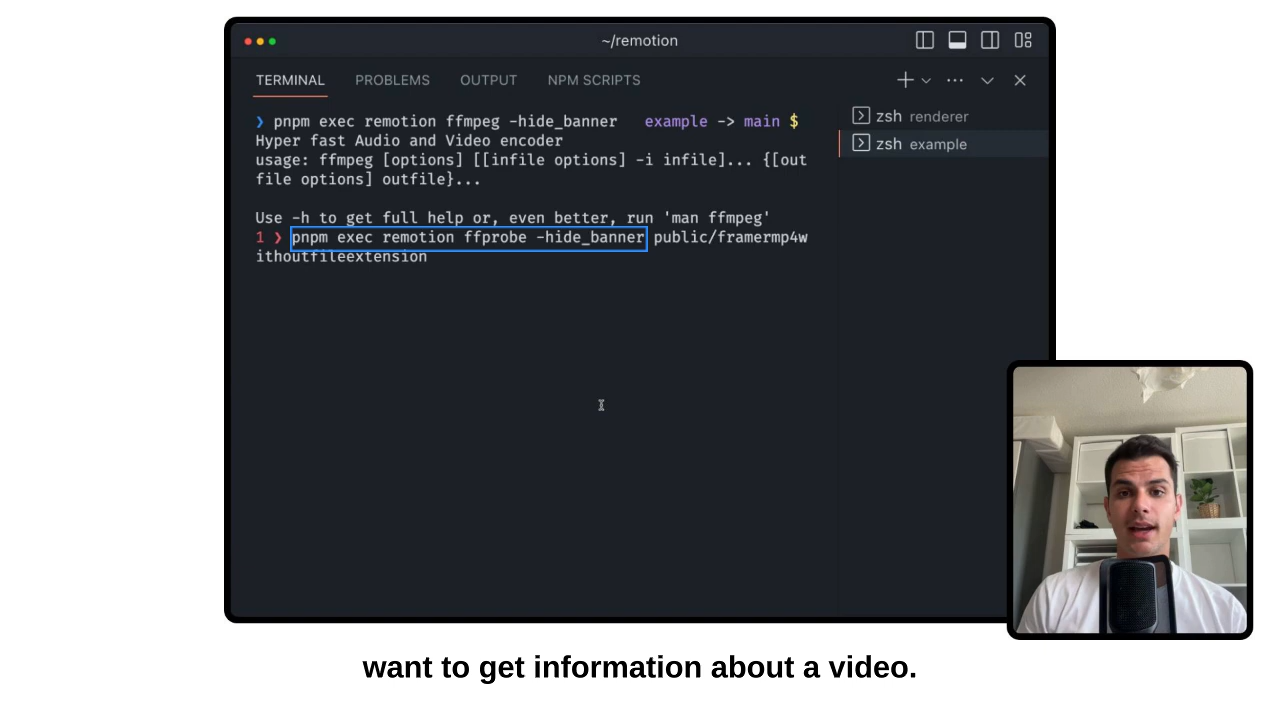 ~/remotion
TERMINAL PROBLEMS OUTPUT NPM SCRIPTS
❯ pnpm exec remotion ffmpeg -hide_banner example -> main $
Hyper fast Audio and Video encoder
usage: ffmpeg [options] [[infile options] -i infile]... {[out
file options] outfile}...
Use -h to get full help or, even better, run 'man ffmpeg'
1 ❯ pnpm exec remotion ffprobe -hide_banner public/framermp4w
ithoutfileextension
zsh renderer
zsh example
want to get information about a video.